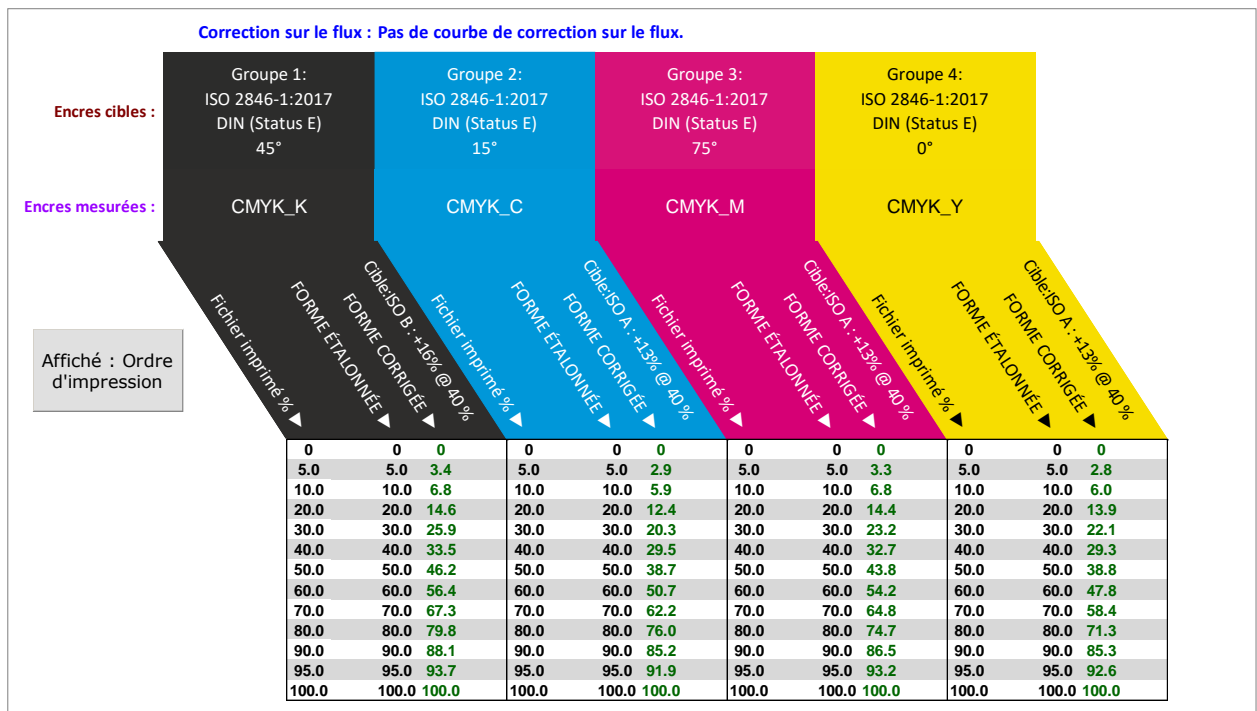 Correction sur le flux : Pas de courbe de correction sur le flux.
Encres cibles :
Groupe 1:
ISO 2846-1:2017
DIN (Status E)
45°
Groupe 2:
ISO 2846-1:2017
DIN (Status E)
15°
Groupe 3:
ISO 2846-1:2017
DIN (Status E)
75°
Groupe 4:
ISO 2846-1:2017
DIN (Status E)
0°
Encres mesurées : CMYK_K CMYK_C CMYK_M CMYK_Y
Affiché : Ordre
d'impression
Fichier imprimé %
FORME ÉTALONNÉE
FORME CORRIGÉE
Cible:ISO B : +16% @ 40 %
Fichier imprimé %
FORME ÉTALONNÉE
FORME CORRIGÉE
Cible:ISO A : +13% @ 40 %
Fichier imprimé %
FORME ÉTALONNÉE
FORME CORRIGÉE
Cible:ISO A : +13% @ 40 %
Fichier imprimé %
FORME ÉTALONNÉE
FORME CORRIGÉE
Cible:ISO A : +13% @ 40 %
0 0 0 0 0 0 0 0 0 0 0 0
5.0 5.0 3.4 5.0 5.0 2.9 5.0 5.0 3.3 5.0 5.0 2.8
10.0 10.0 6.8 10.0 10.0 5.9 10.0 10.0 6.8 10.0 10.0 6.0
20.0 20.0 14.6 20.0 20.0 12.4 20.0 20.0 14.4 20.0 20.0 13.9
30.0 30.0 25.9 30.0 30.0 20.3 30.0 30.0 23.2 30.0 30.0 22.1
40.0 40.0 33.5 40.0 40.0 29.5 40.0 40.0 32.7 40.0 40.0 29.3
50.0 50.0 46.2 50.0 50.0 38.7 50.0 50.0 43.8 50.0 50.0 38.8
60.0 60.0 56.4 60.0 60.0 50.7 60.0 60.0 54.2 60.0 60.0 47.8
70.0 70.0 67.3 70.0 70.0 62.2 70.0 70.0 64.8 70.0 70.0 58.4
80.0 80.0 79.8 80.0 80.0 76.0 80.0 80.0 74.7 80.0 80.0 71.3
90.0 90.0 88.1 90.0 90.0 85.2 90.0 90.0 86.5 90.0 90.0 85.3
95.0 95.0 93.7 95.0 95.0 91.9 95.0 95.0 93.2 95.0 95.0 92.6
100.0 100.0 100.0 100.0 100.0 100.0 100.0 100.0 100.0 100.0 100.0 100.0